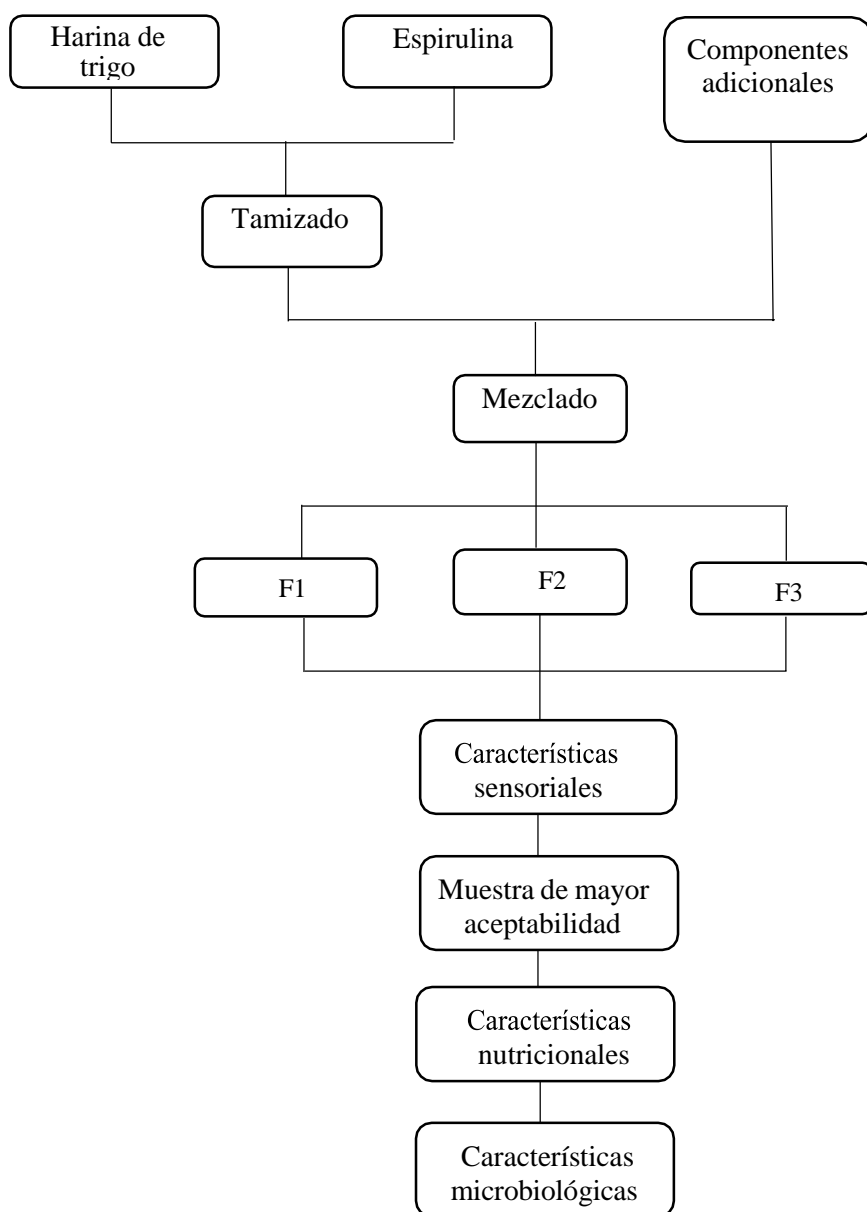 Harina de
trigo
Espirulina
Componentes
adicionales
Tamizado
Mezclado
F1
F2
F3
Características
sensoriales
Muestra de mayor
aceptabilidad
Características
nutricionales
Características
microbiológicas